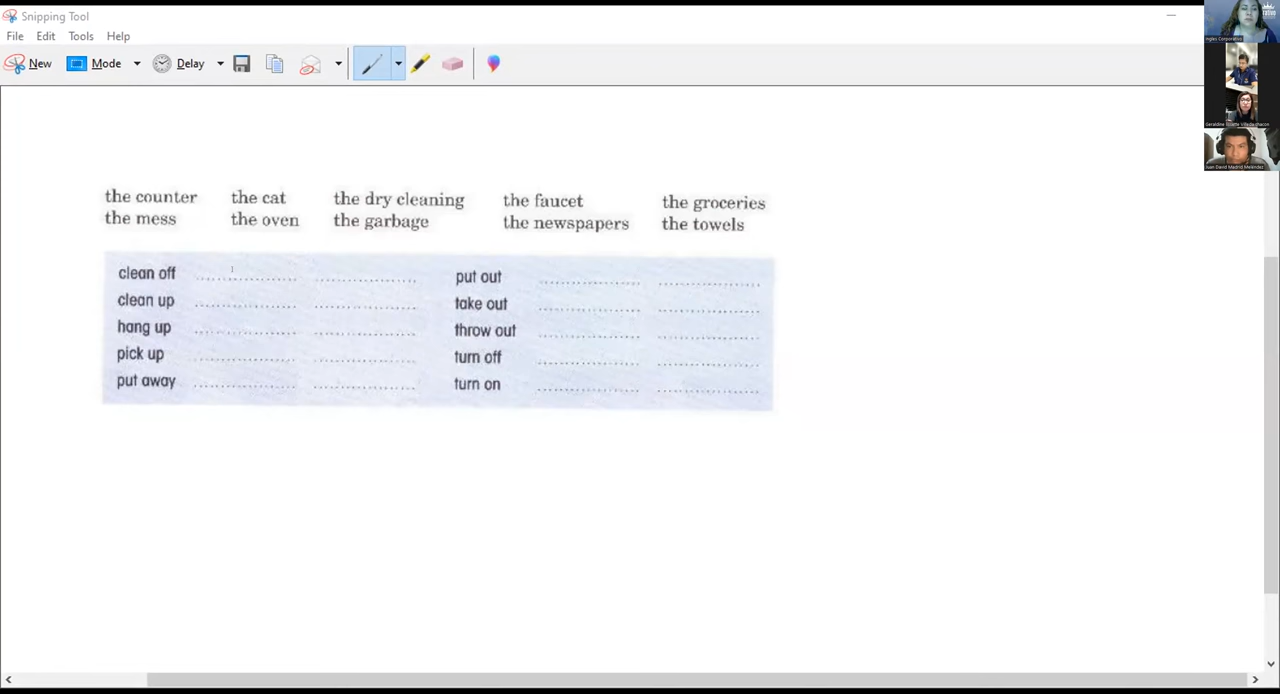 Snipping Tool
File Edit Tools Help
New Mode Delay
Ingles Corporativo
the counter the cat the dry cleaning the faucet the groceries
the mess the oven the garbage the newspapers the towels
clean off put out
clean up take out
hang up throw out
pick up turn off
put away turn on